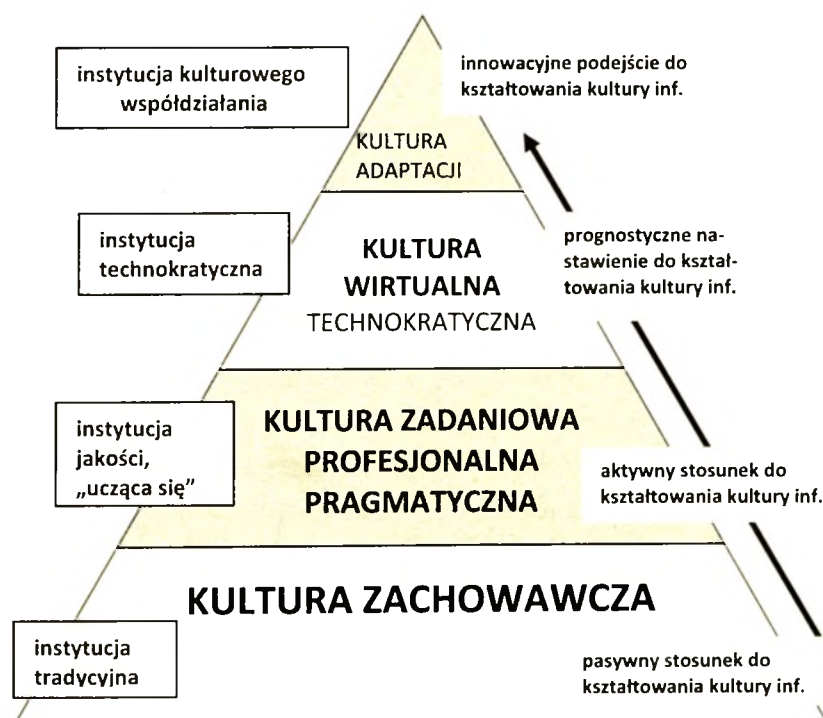 instytucja kulturowego
współdziałania
innowacyjne podejście do
kształtowania kultury inf.
KULTURA
ADAPTACJI
instytucja
technokratyczna
KULTURA
WIRTUALNA
TECHNOKRATYCZNA
prognostyczne na-
stawienie do kształ-
towania kultury inf.
instytucja
jakości,
„ucząca się”
KULTURA ZADANIOWA
PROFESJONALNA
PRAGMATYCZNA
aktywny stosunek do
kształtowania kultury inf.
KULTURA ZACHOWAWCZA
instytucja
tradycyjna
pasywny stosunek do
kształtowania kultury inf.